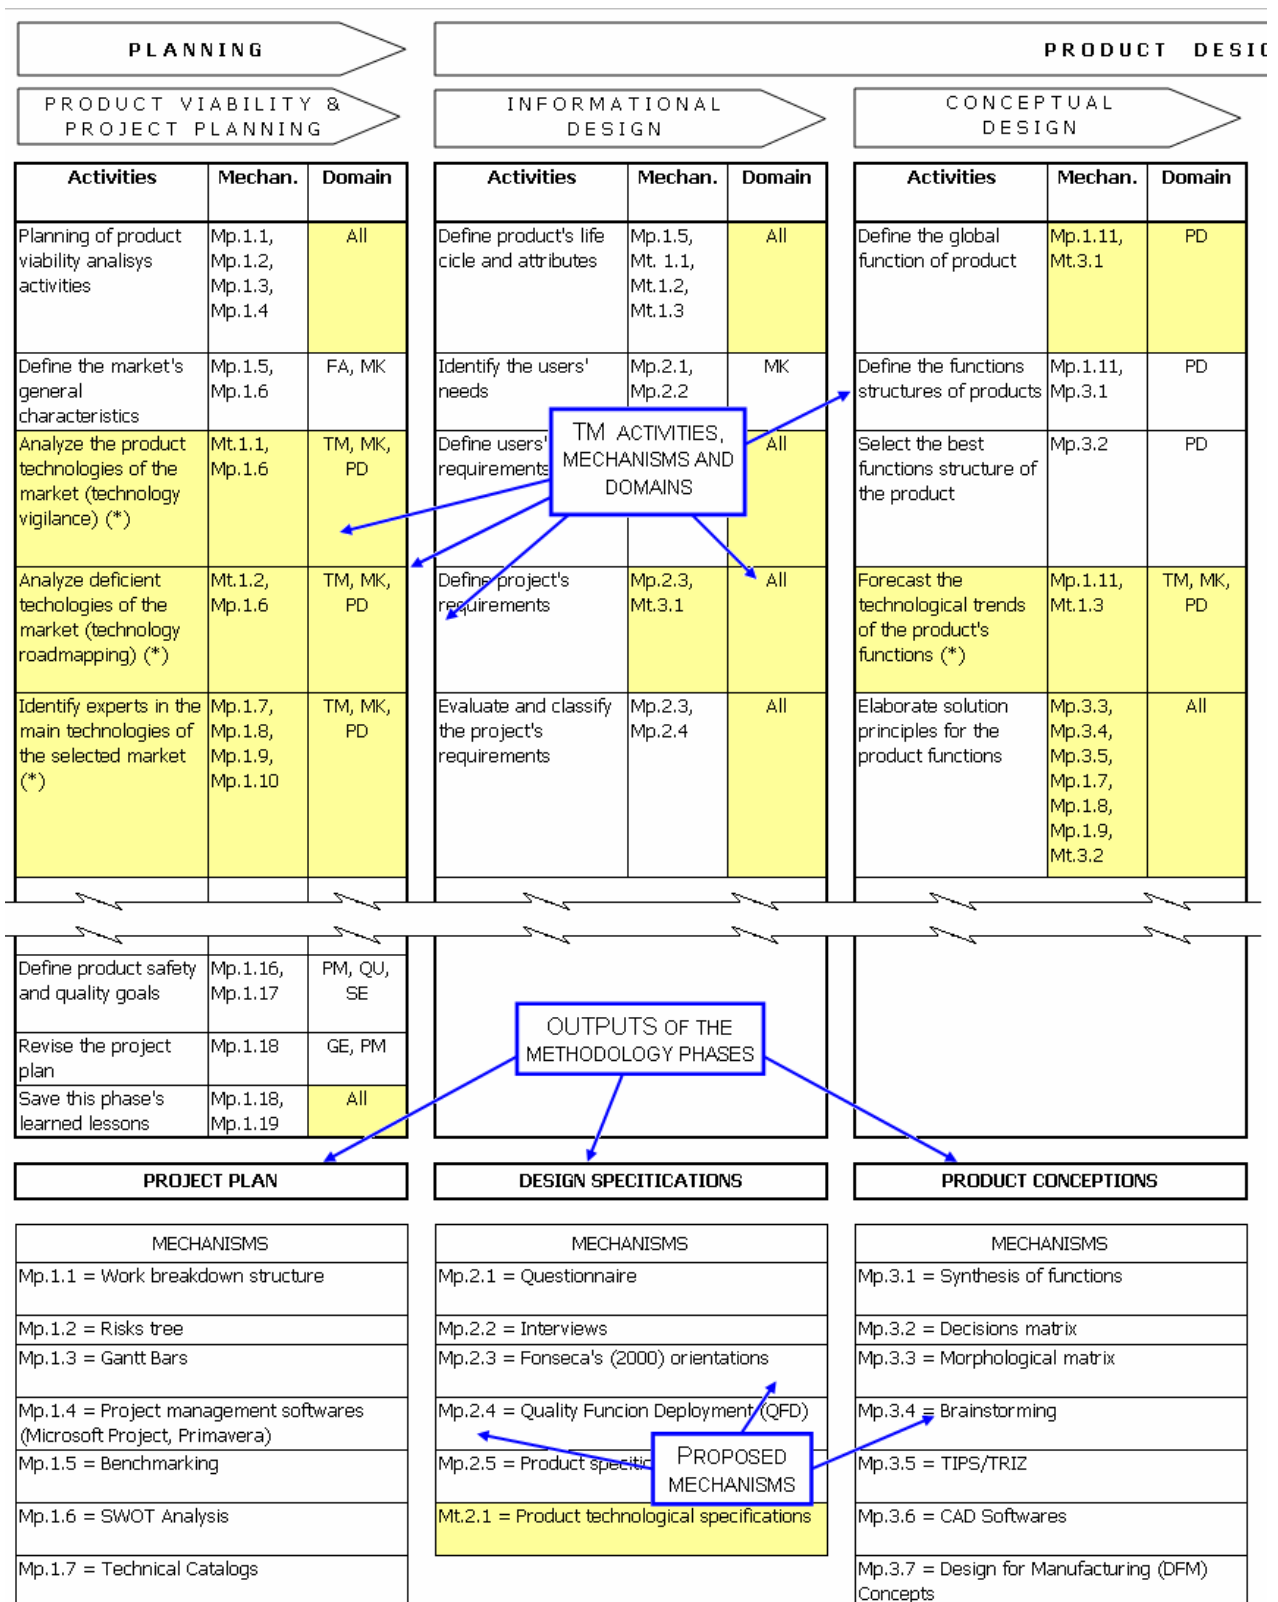 PLANNING
PRODUCT DESIG
PRODUCT VIABILITY &
PROJECT PLANNING
INFORMATIONAL
DESIGN
CONCEPTUAL
DESIGN
Activities Mechan. Domain
Planning of product Mp.1.1, All
viability analisys Mp.1.2,
activities Mp.1.3,
Mp.1.4
Define the market's Mp.1.5, FA, MK
general Mp.1.6
characteristics
Analyze the product Mt.1.1, TM, MK,
technologies of the Mp.1.6 PD
market (technology
vigilance) (*)
Analyze deficient Mt.1.2, TM, MK,
techologies of the Mp.1.6 PD
market (technology
roadmapping) (*)
Identify experts in the Mp.1.7, TM, MK,
main technologies of Mp.1.8, PD
the selected market Mp.1.9,
(*) Mp.1.10
Define product safety Mp.1.16, PM, QU,
and quality goals Mp.1.17 SE
Revise the project Mp.1.18 GE, PM
plan
Save this phase's Mp.1.18, All
learned lessons Mp.1.19
Activities Mechan. Domain
Define product's life Mp.1.5, All
cicle and attributes Mt. 1.1,
Mt.1.2,
Mt.1.3
Identify the users' Mp.2.1, MK
needs Mp.2.2
Define users' All
requirements
Define project's Mp.2.3, All
requirements Mt.3.1
Evaluate and classify Mp.2.3, All
the project's Mp.2.4
requirements
Activities Mechan. Domain
Define the global Mp.1.11, PD
function of product Mt.3.1
Define the functions Mp.1.11, PD
structures of products Mp.3.1
Select the best Mp.3.2 PD
functions structure of
the product
Forecast the Mp.1.11, TM, MK,
technological trends Mt.1.3 PD
of the product's
functions (*)
Elaborate solution Mp.3.3, All
principles for the Mp.3.4,
product functions Mp.3.5,
Mp.1.7,
Mp.1.8,
Mp.1.9,
Mt.3.2
TM ACTIVITIES,
MECHANISMS AND
DOMAINS
OUTPUTS OF THE
METHODOLOGY PHASES
PROJECT PLAN
DESIGN SPECITICATIONS
PRODUCT CONCEPTIONS
MECHANISMS
Mp.1.1 = Work breakdown structure
Mp.1.2 = Risks tree
Mp.1.3 = Gantt Bars
Mp.1.4 = Project management softwares
(Microsoft Project, Primavera)
Mp.1.5 = Benchmarking
Mp.1.6 = SWOT Analysis
Mp.1.7 = Technical Catalogs
MECHANISMS
Mp.2.1 = Questionnaire
Mp.2.2 = Interviews
Mp.2.3 = Fonseca's (2000) orientations
Mp.2.4 = Quality Funcion Deployment (QFD)
Mp.2.5 = Product
Mt.2.1 = Product technological specifications
PROPOSED
MECHANISMS
MECHANISMS
Mp.3.1 = Synthesis of functions
Mp.3.2 = Decisions matrix
Mp.3.3 = Morphological matrix
Mp.3.4 = Brainstorming
Mp.3.5 = TIPS/TRIZ
Mp.3.6 = CAD Softwares
Mp.3.7 = Design for Manufacturing (DFM)
Concepts